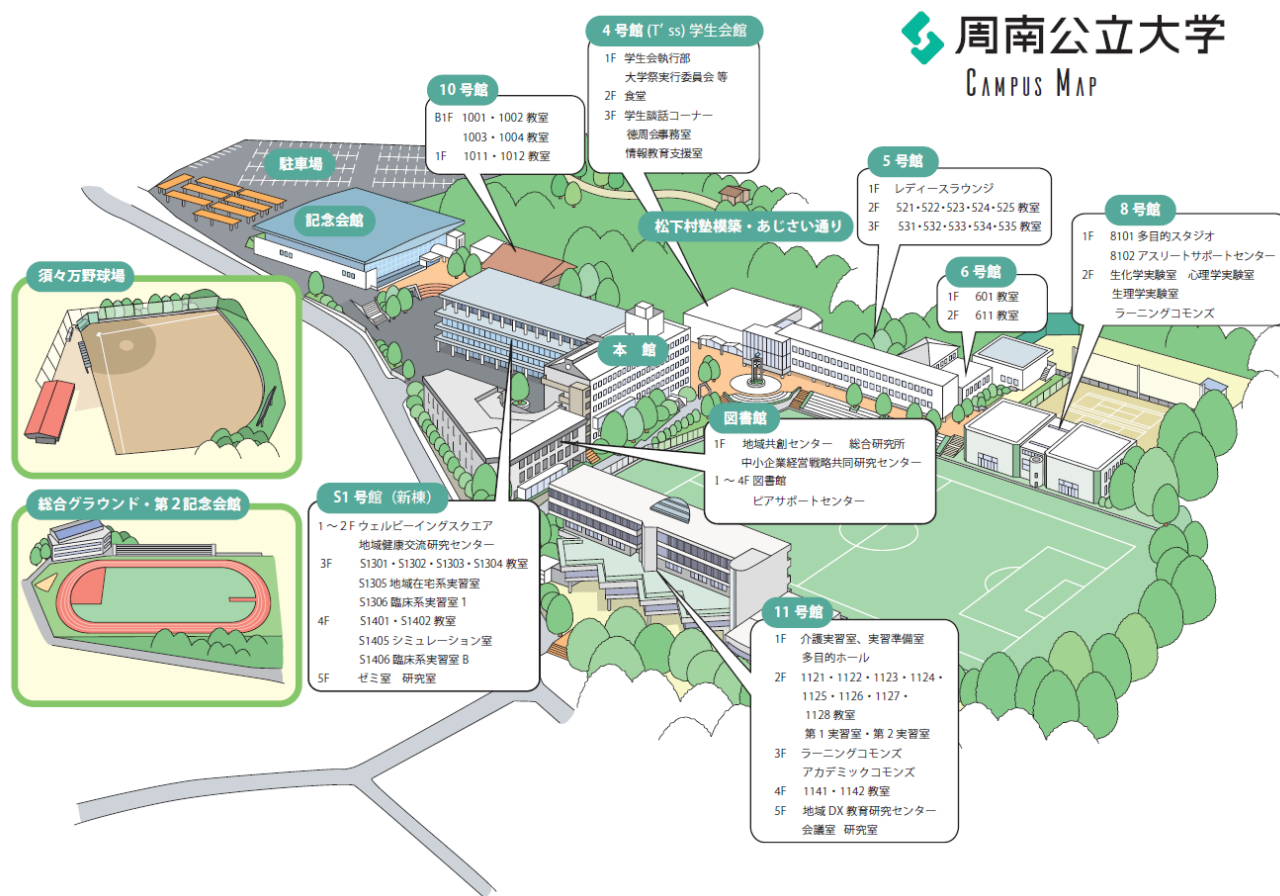 周南公立大学
CAMPUS MAP
4号館 (T'ss) 学生会館
1F 学生会執行部
大学祭実行委員会 等
2F 食堂
3F 学生談話コーナー
徳周会事務室
情報教育支援室
10号館
B1F 1001・1002 教室
1003・1004 教室
1F 1011・1012 教室
駐車場
記念会館
松下村塾模築・あじさい通り
5号館
1F レディースラウンジ
2F 521・522・523・524・525 教室
3F 531・532・533・534・535 教室
8号館
1F 8101 多目的スタジオ
8102 アスリートサポートセンター
2F 生化学実験室 心理学実験室
生理学実験室
ラーニングコモンズ
6号館
1F 601 教室
2F 611 教室
須々万野球場
本 館
図書館
1F 地域共創センター 総合研究所
中小企業経営戦略共同研究センター
1~4F 図書館
ピアサポートセンター
総合グラウンド・第2記念会館
S1号館(新棟)
1~2F ウェルビーイングスクエア
地域健康交流研究センター
3F S1301・S1302・S1303・S1304 教室
S1305 地域在宅系実習室
S1306 臨床系実習室 1
4F S1401・S1402 教室
S1405 シミュレーション室
S1406 臨床系実習室 B
5F ゼミ室 研究室
11号館
1F 介護実習室、実習準備室
多目的ホール
2F 1121・1122・1123・1124・
1125・1126・1127・
1128 教室
第1実習室・第2実習室
3F ラーニングコモンズ
アカデミックコモンズ
4F 1141・1142 教室
5F 地域 DX 教育研究センター
会議室 研究室